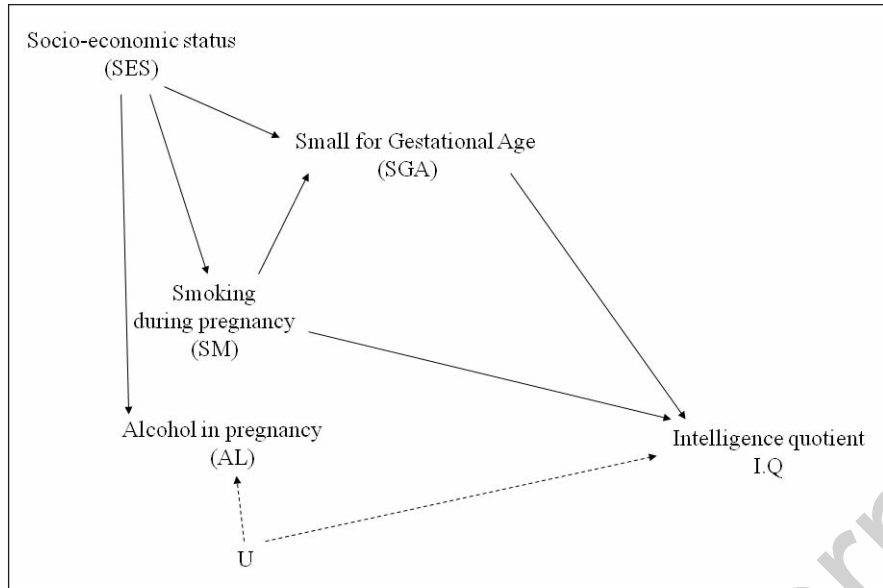 Socio-economic status
(SES)
Small for Gestational Age
(SGA)
Smoking
during pregnancy
(SM)
Alcohol in pregnancy
(AL)
Intelligence quotient
I.Q
U